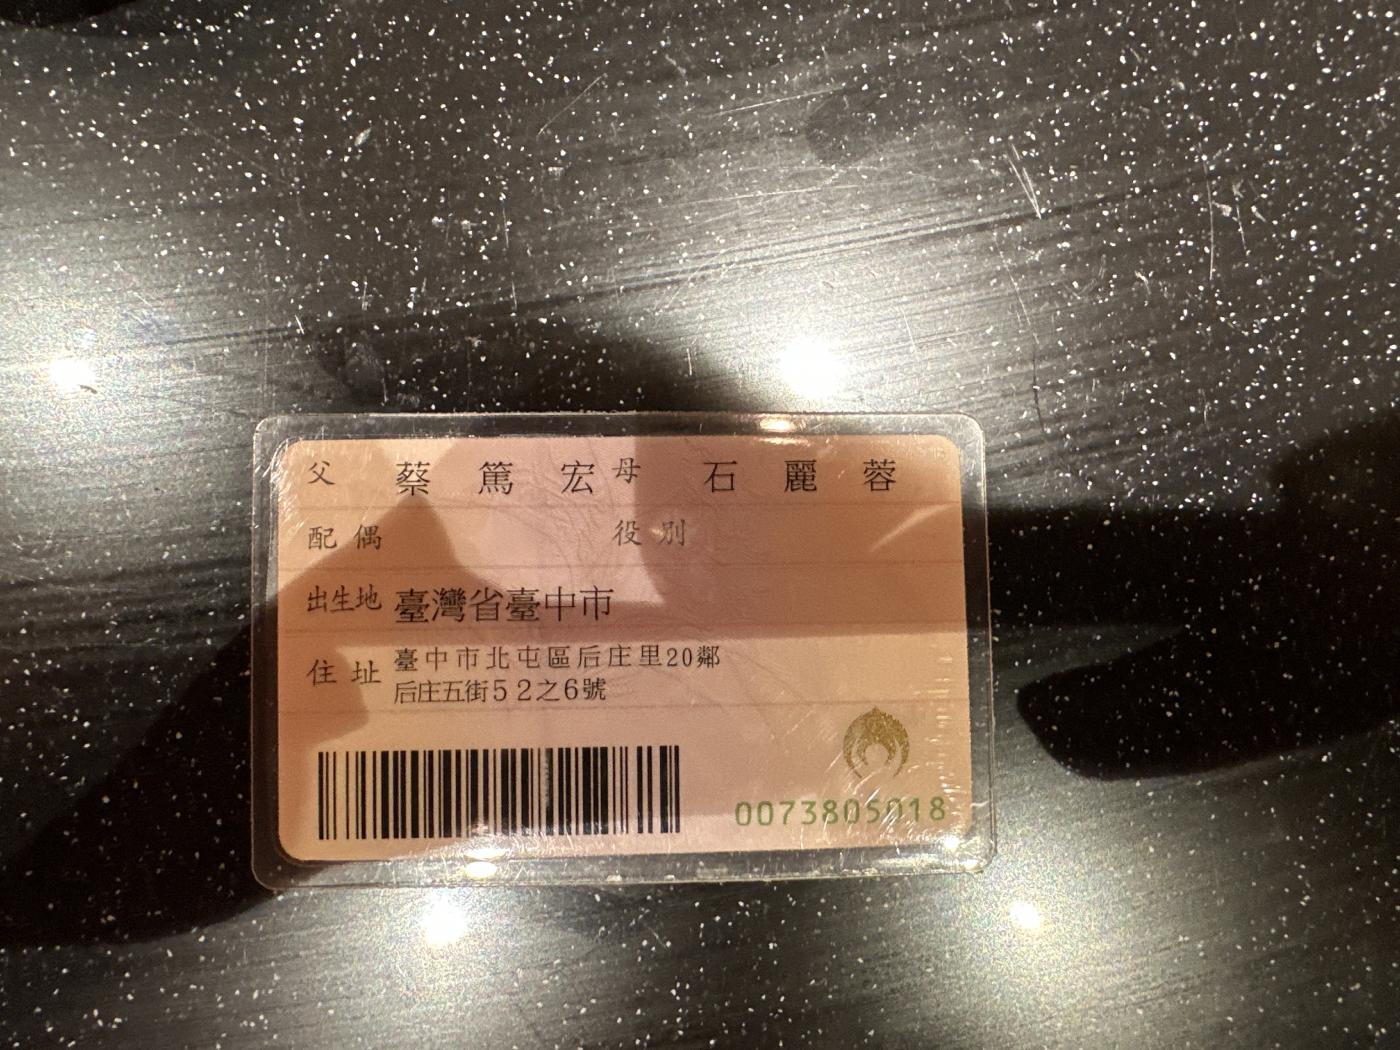 父 蔡篤宏 母 石麗蓉
配偶 役別
出生地 臺灣省臺中市
住址 臺中市北屯區后庄里20鄰
后庄五街52之6號
0073805018